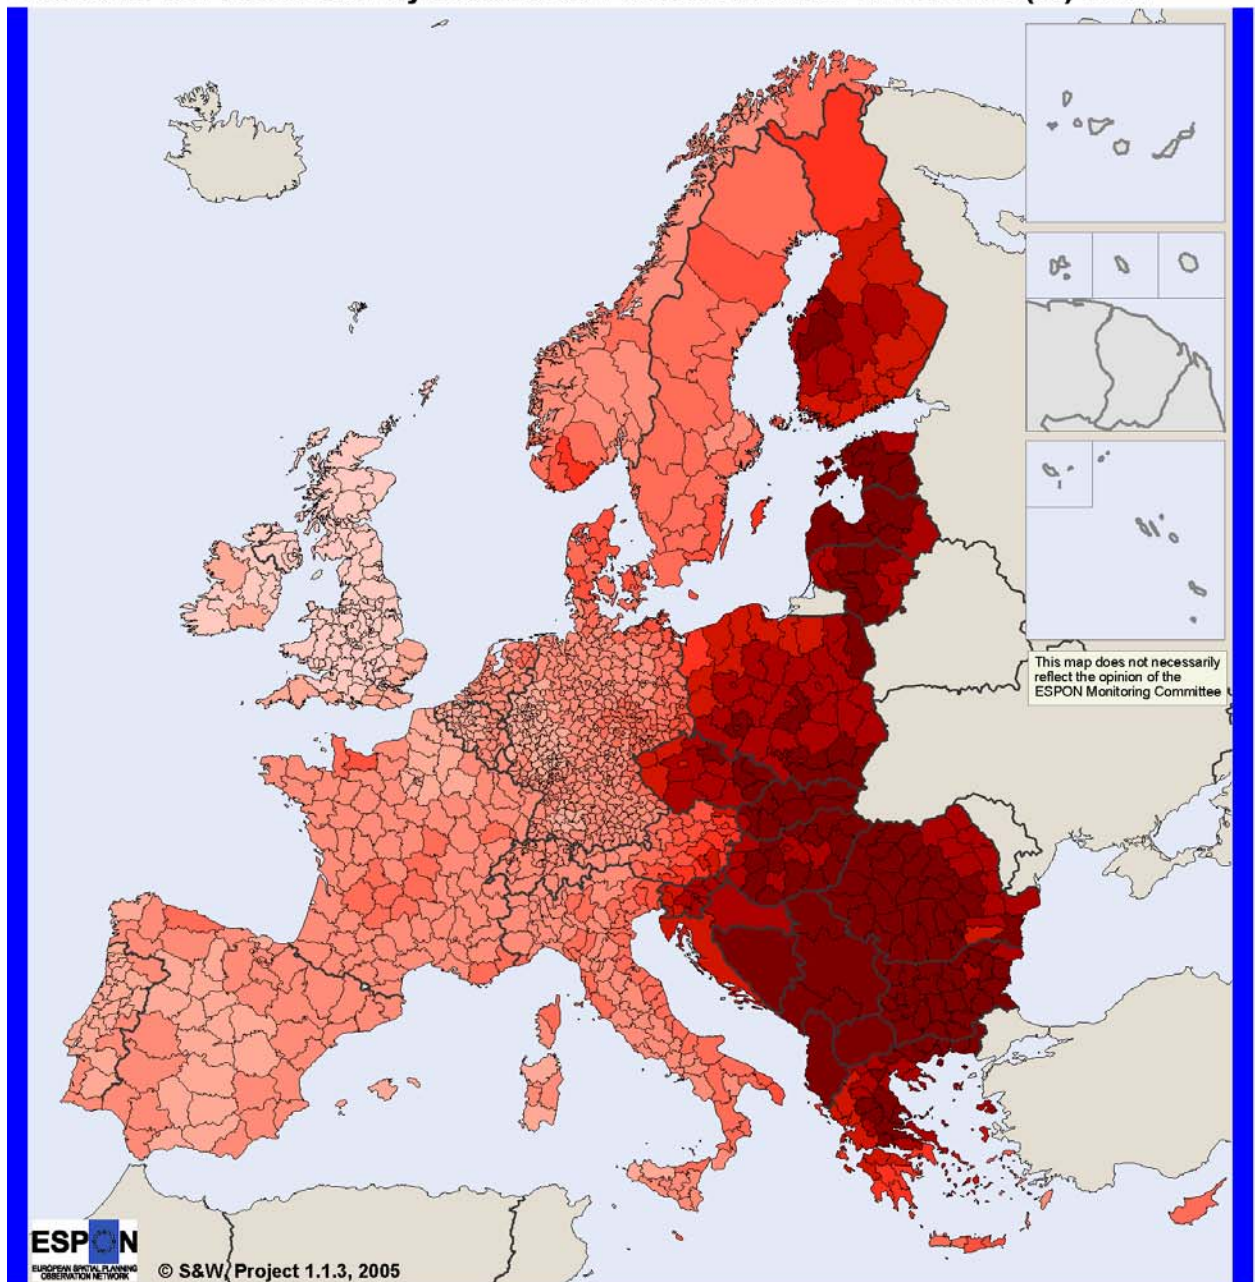 This map does not necessarily
reflect the opinion of the
ESPON Monitoring Committee
ESPON
EUROPEAN SPATIAL PLANNING
OBSERVATION NETWORK
© S&W, Project 1.1.3, 2005